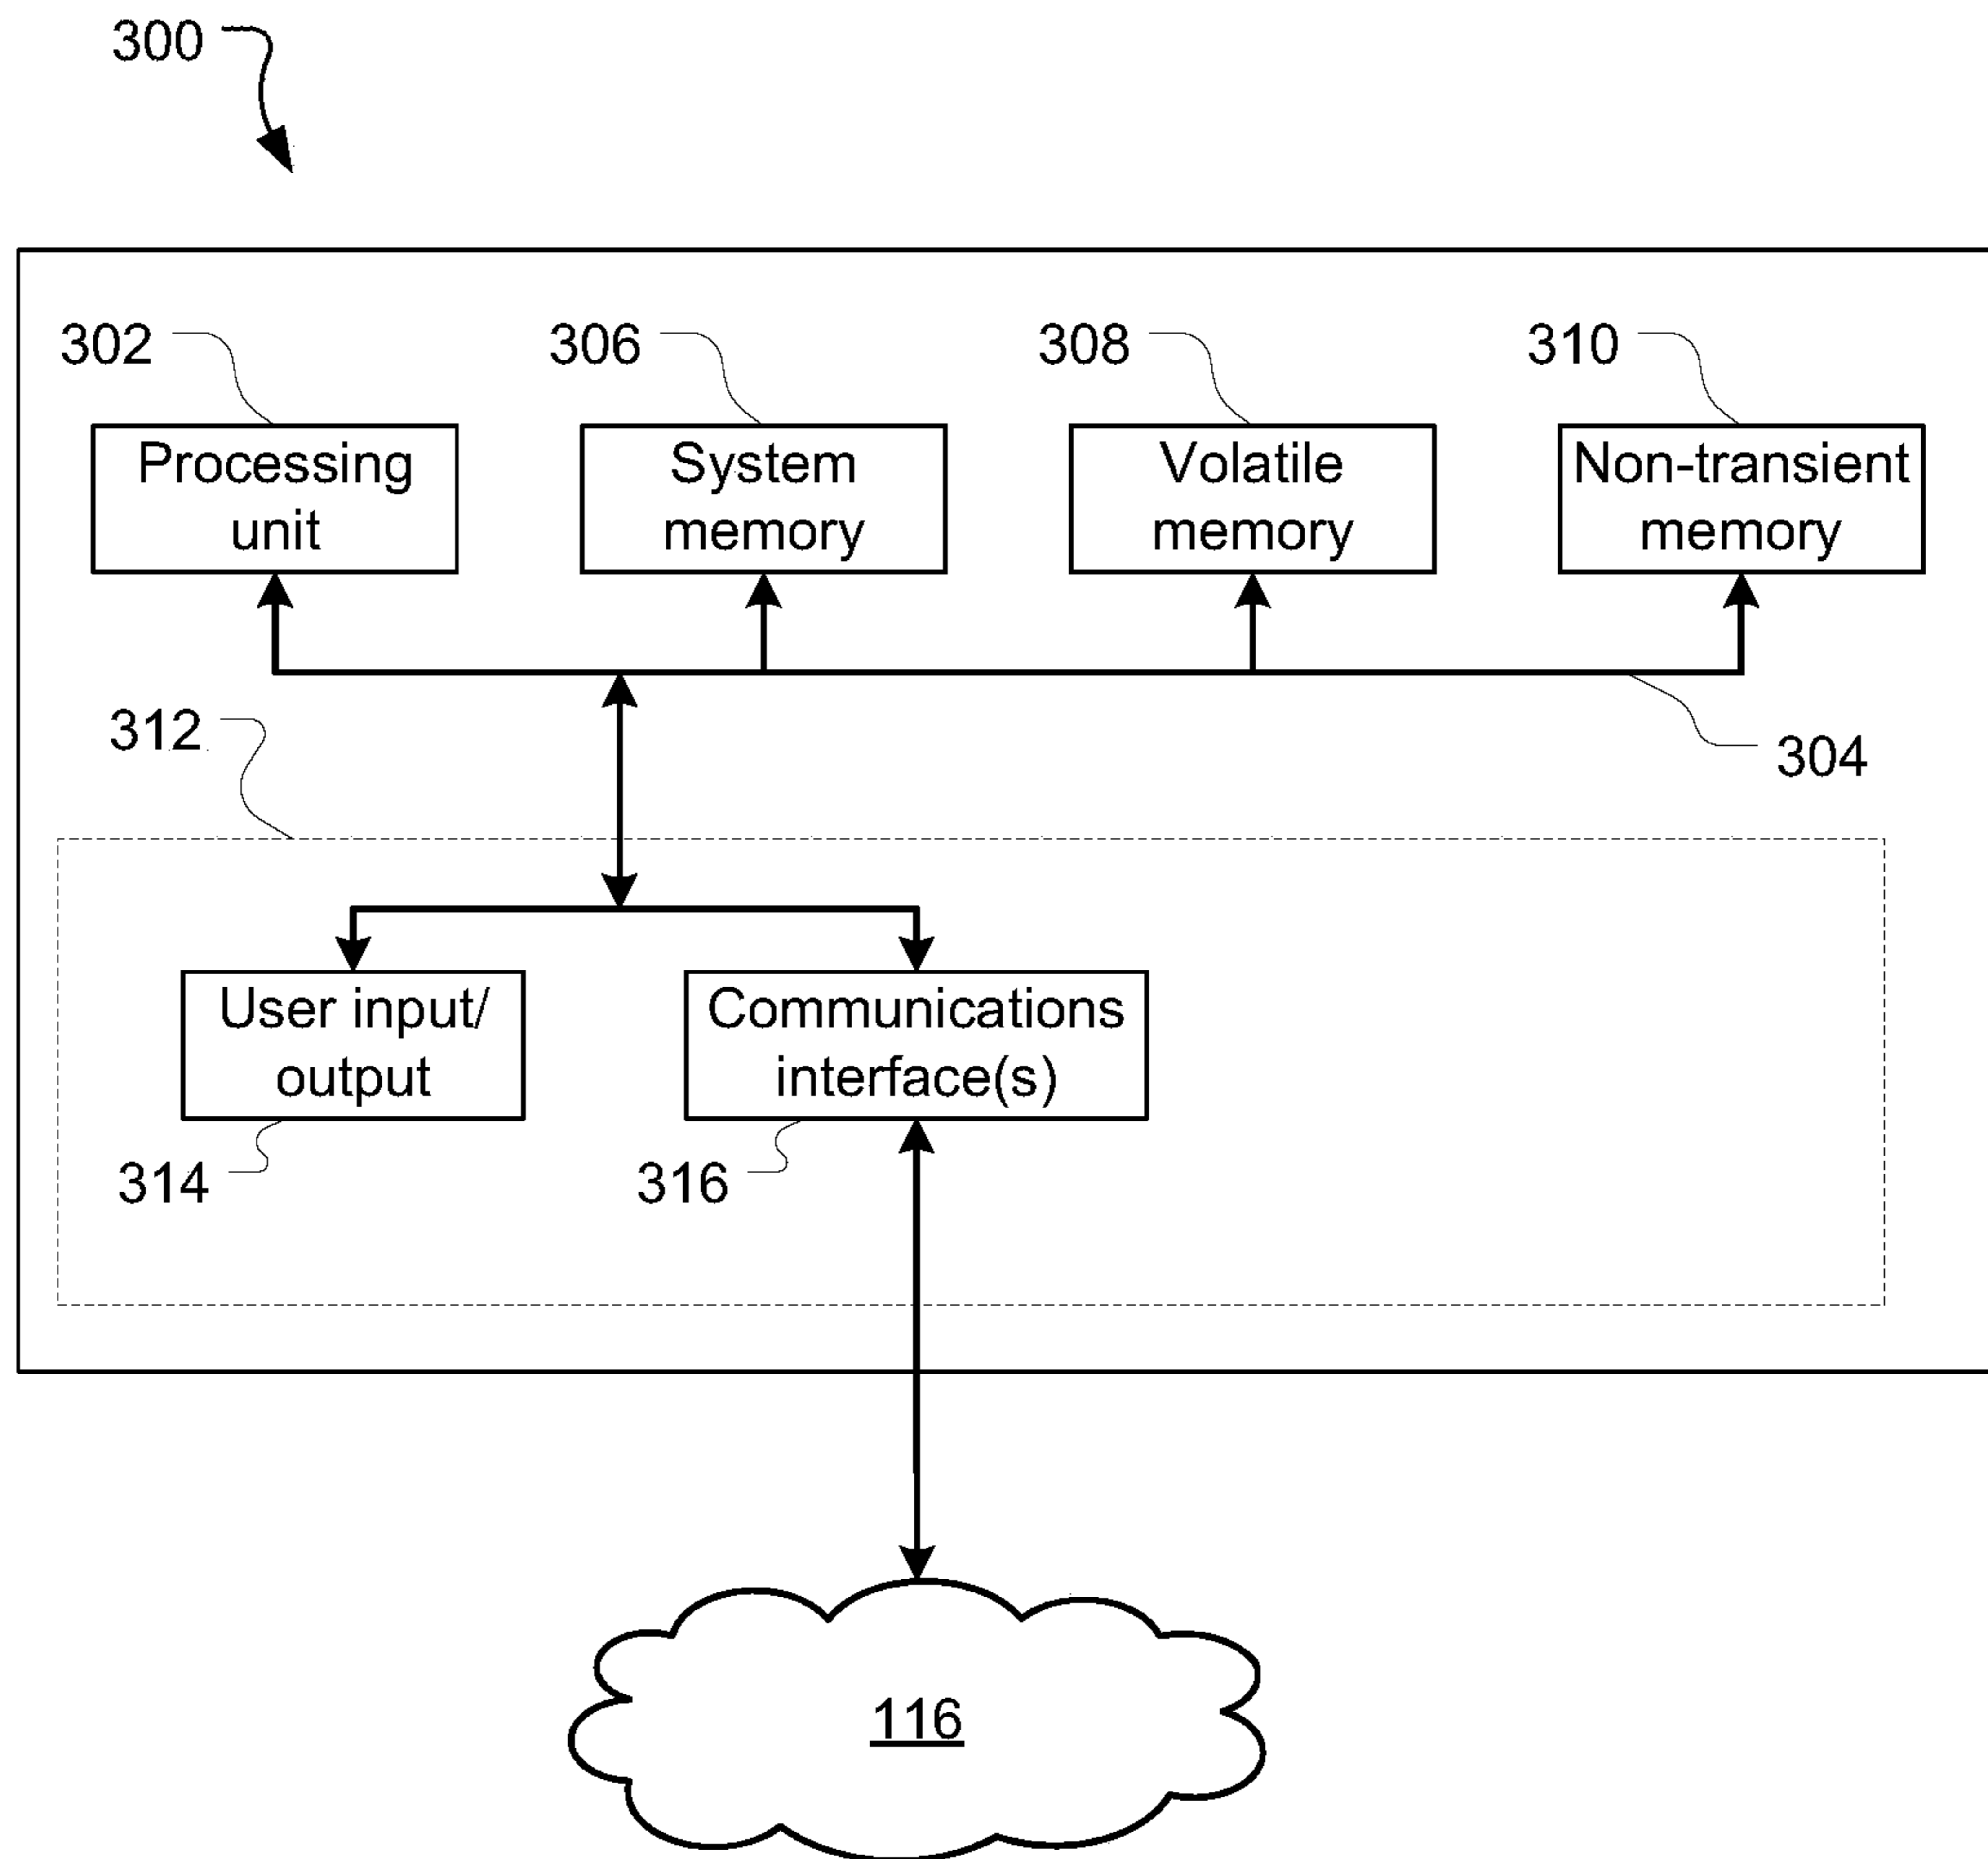 300
302
306
308
310
Processing
unit
System
memory
Volatile
memory
Non-transient
memory
312
304
User input/
output
Communications
interface(s)
314
316
116